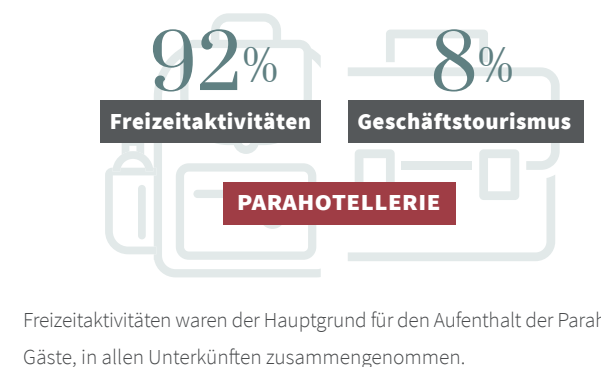 92% 8%
Freizeitaktivitäten Geschäftstourismus
PARAHOTELLERIE
Freizeitaktivitäten waren der Hauptgrund für den Aufenthalt der
Gäste, in allen Unterkünften zusammengenommen.